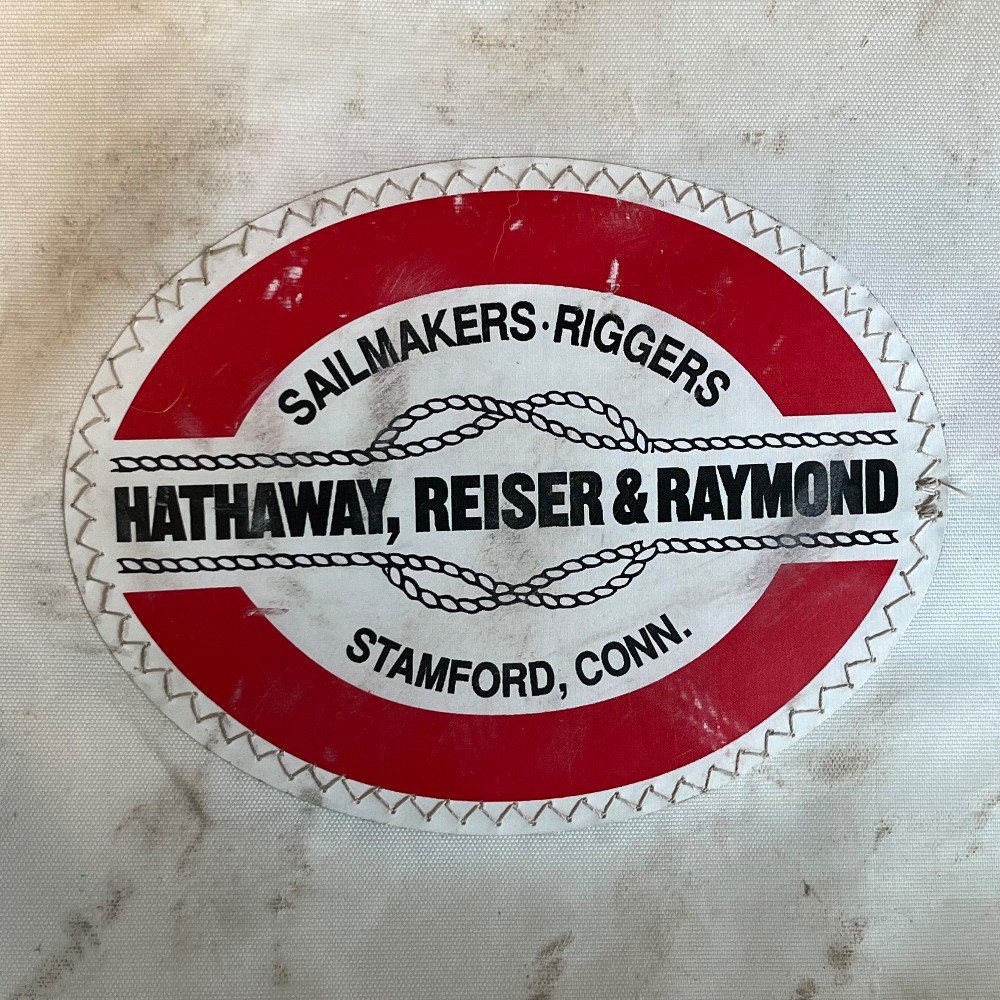 SAILMAKERS·RIGGERS
HATHAWAY, REISER & RAYMOND
STAMFORD, CONN.